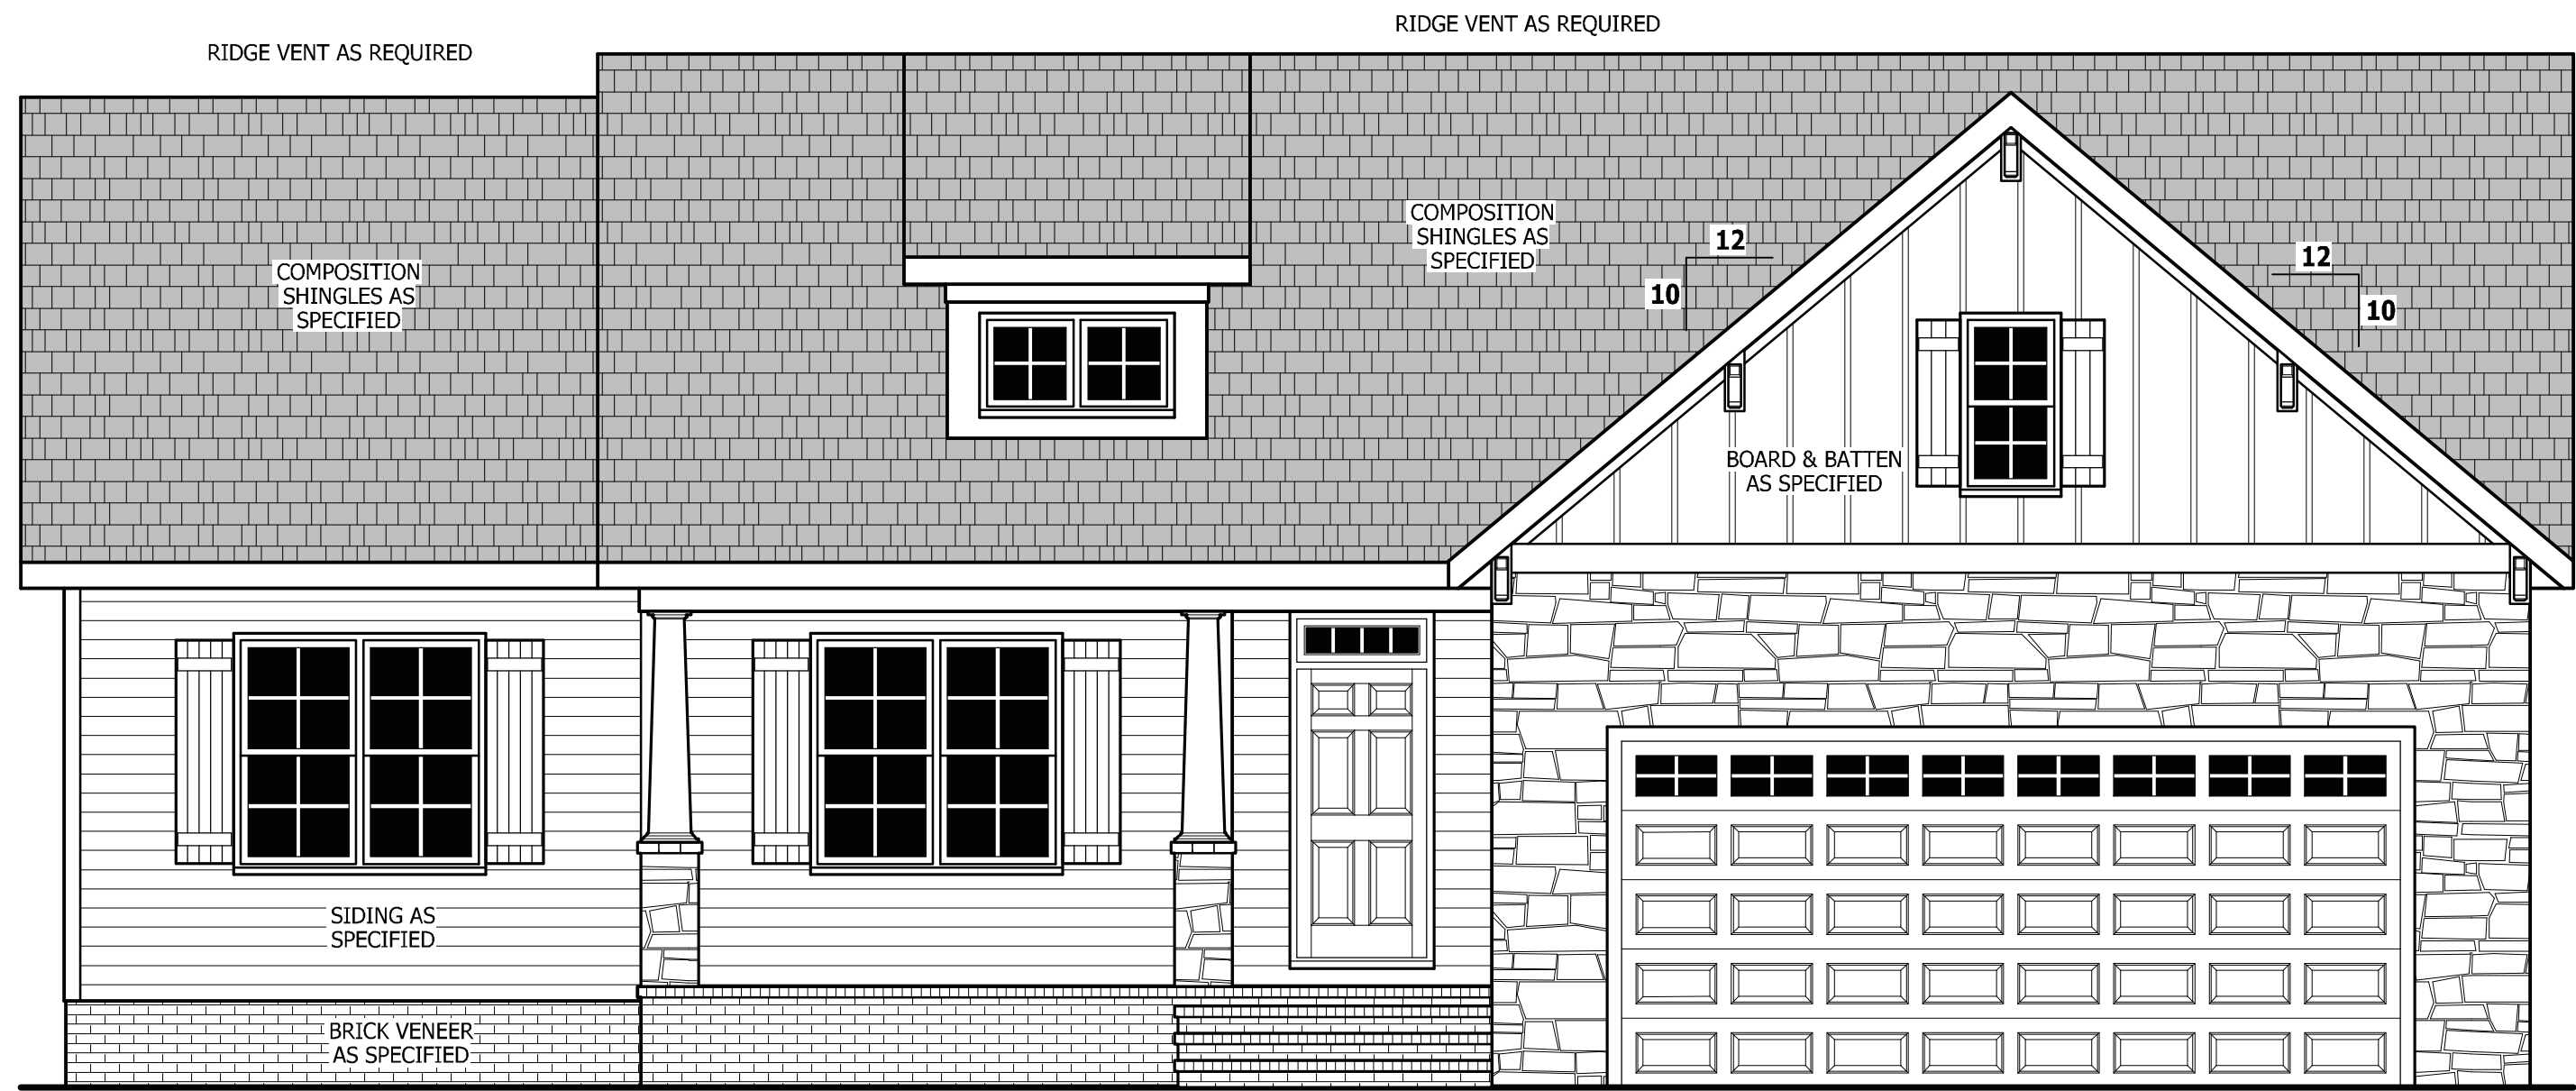 RIDGE VENT AS REQUIRED
RIDGE VENT AS REQUIRED
COMPOSITION
SHINGLES AS
SPECIFIED
COMPOSITION
SHINGLES AS
SPECIFIED
12
10
12
10
BOARD & BATTEN
AS SPECIFIED
SIDING AS
SPECIFIED
BRICK VENEER
AS SPECIFIED